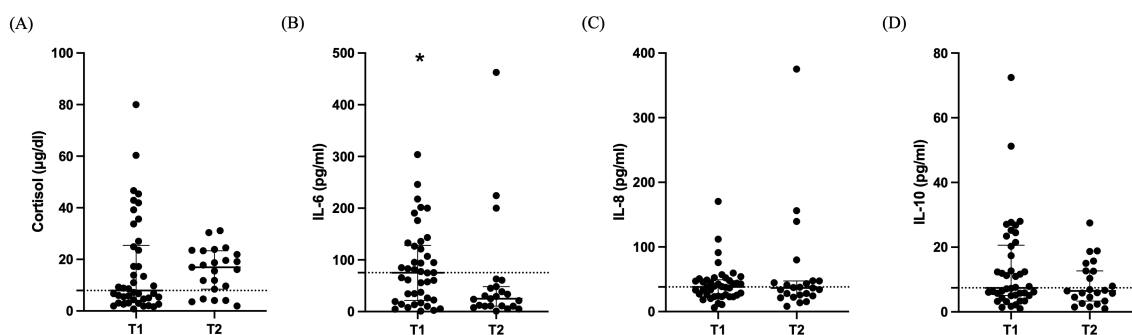 (A)
(B)
(C)
(D)
Cortisol (µg/dl)
100
80
60
40
20
0
T1
T2
IL-6 (pg/ml)
500
400
300
200
100
0
*
T1
T2
IL-8 (pg/ml)
400
300
200
100
0
T1
T2
IL-10 (pg/ml)
80
60
40
20
0
T1
T2